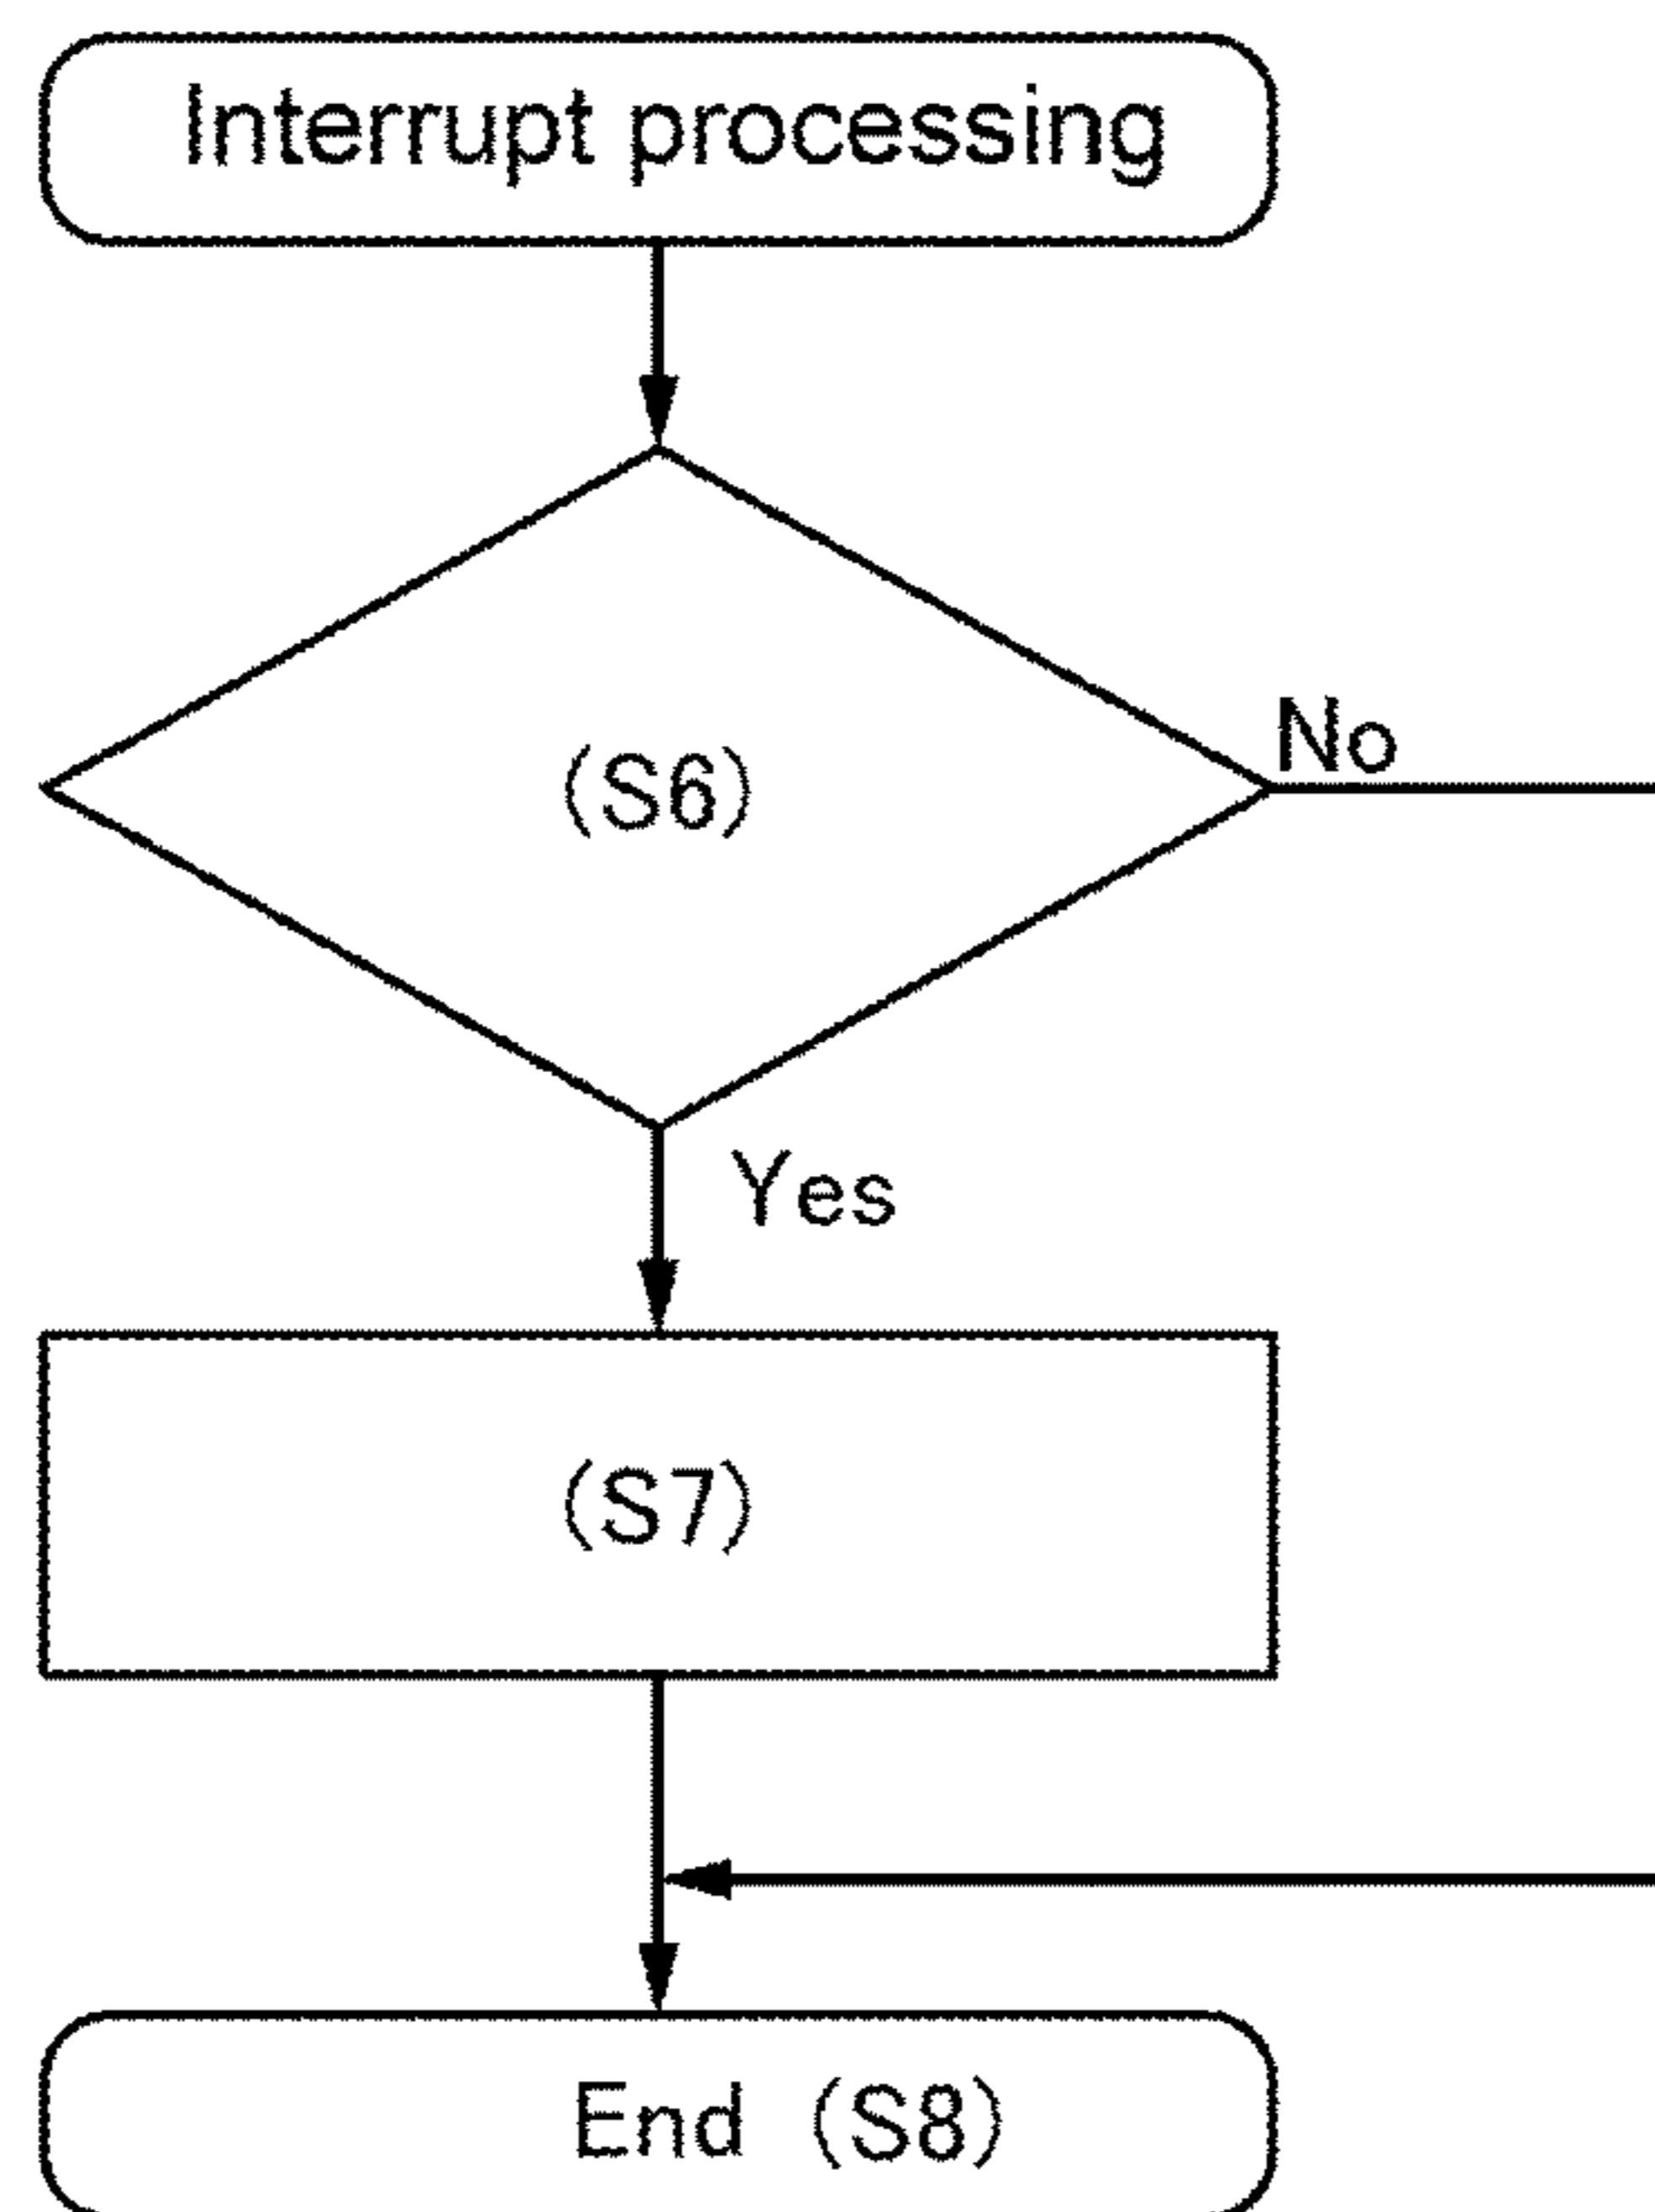 Interrupt processing
(S6)
No
Yes
(S7)
End (S8)